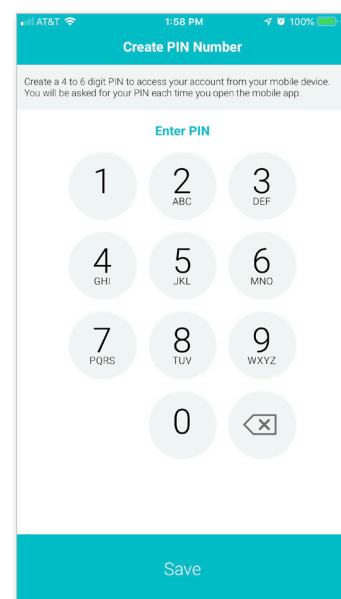 AT&T 1:58 PM 100%
Create PIN Number
Create a 4 to 6 digit PIN to access your account from your mobile device.
You will be asked for your PIN each time you open the mobile app.
Enter PIN
1 2 3
ABC DEF
4 5 6
GHI JKL MNO
7 8 9
PQRS TUV WXYZ
0
Save